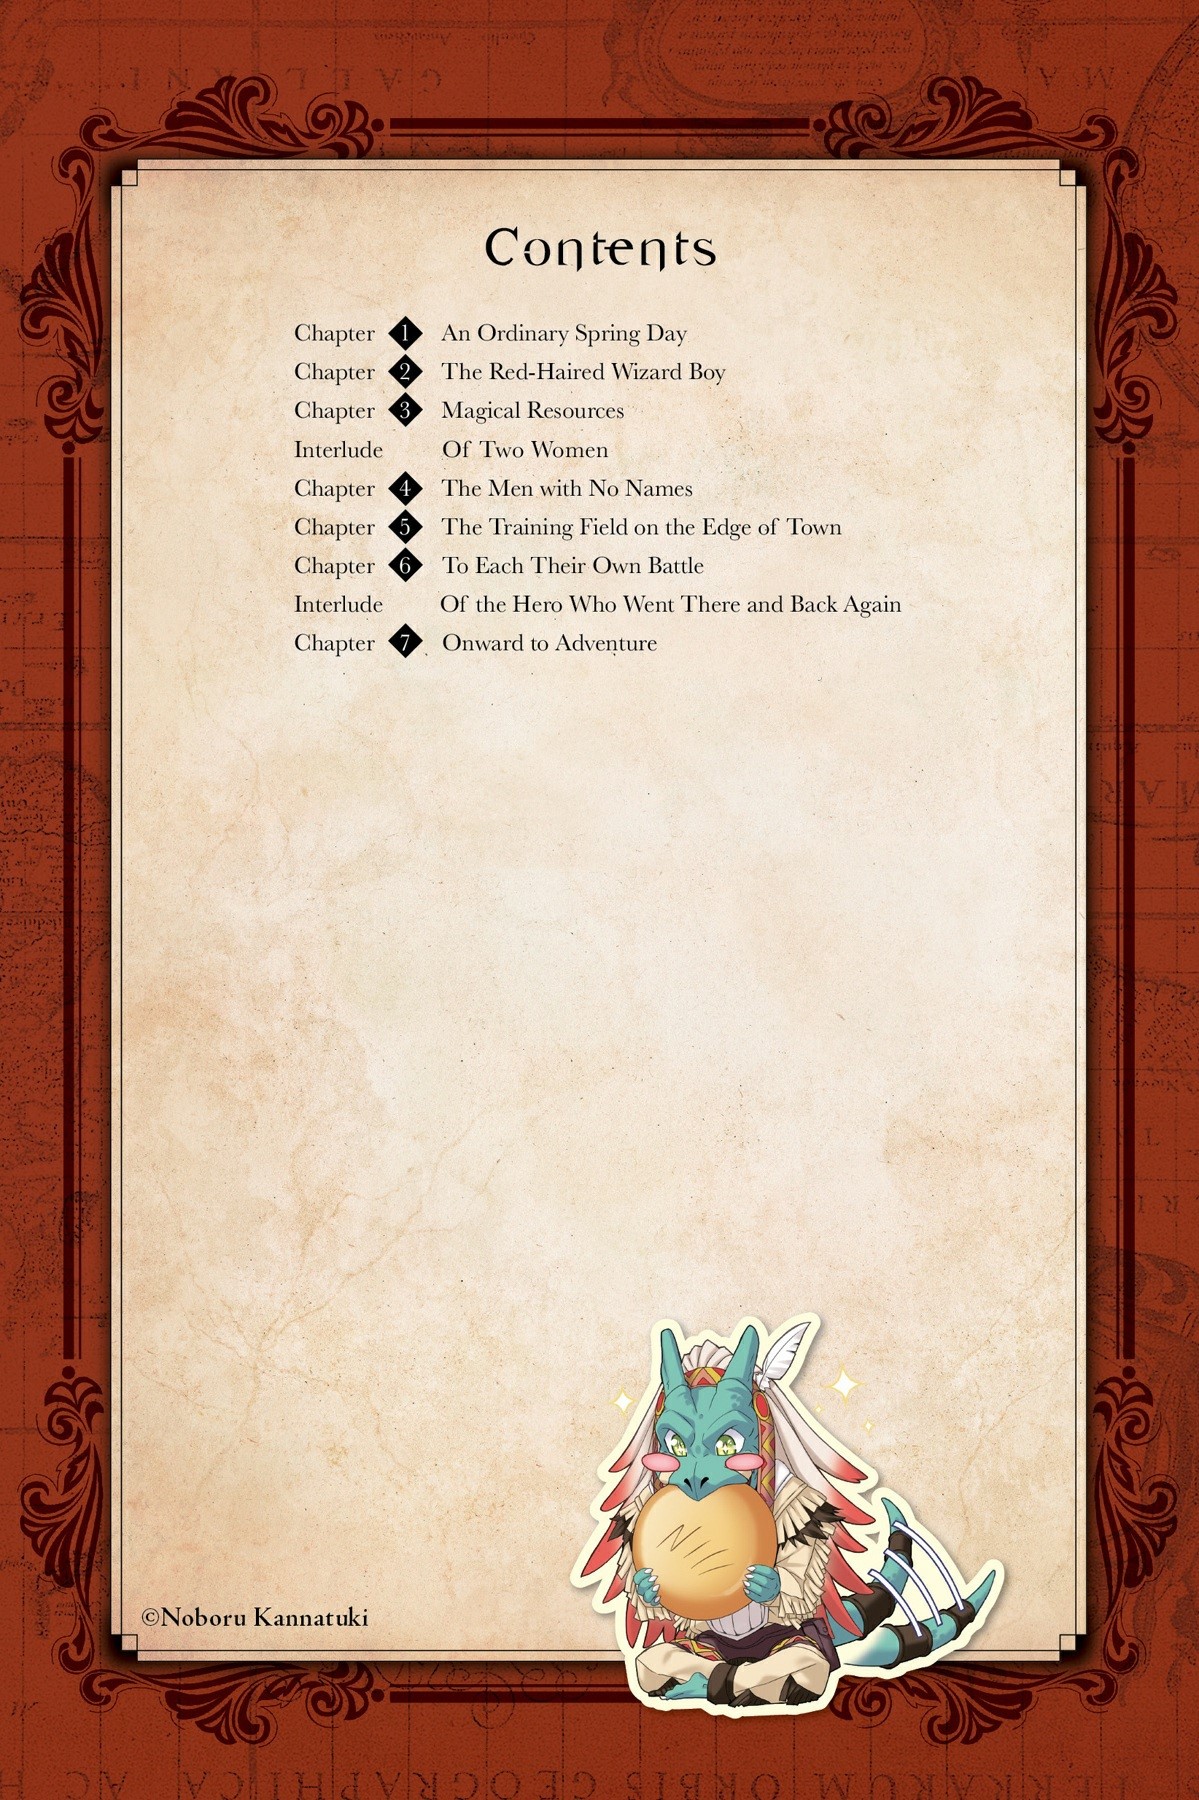 Contents
Chapter 1 An Ordinary Spring Day
Chapter 2 The Red-Haired Wizard Boy
Chapter 3 Magical Resources
Interlude Of Two Women
Chapter 4 The Men with No Names
Chapter 5 The Training Field on the Edge of Town
Chapter 6 To Each Their Own Battle
Interlude Of the Hero Who Went There and Back Again
Chapter 7 Onward to Adventure
©Noboru Kannatuki